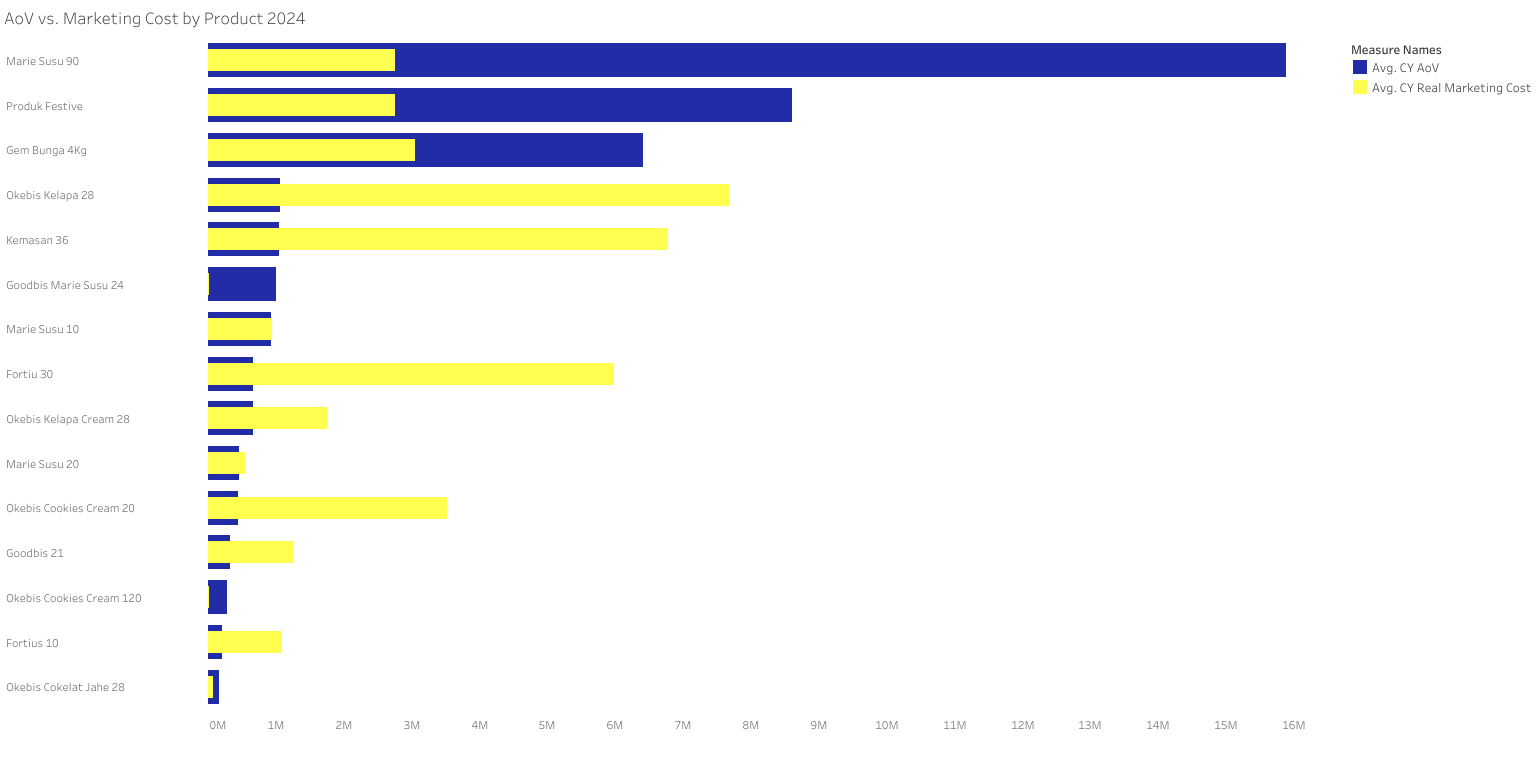 AoV vs. Marketing Cost by Product 2024
Measure Names
Avg. CY AoV
Avg. CY Real Marketing Cost
Marie Susu 90
Produk Festive
Gem Bunga 4Kg
Okebis Kelapa 28
Kemasan 36
Goodbis Marie Susu 24
Marie Susu 10
Fortiu 30
Okebis Kelapa Cream 28
Marie Susu 20
Okebis Cookies Cream 20
Goodbis 21
Okebis Cookies Cream 120
Fortius 10
Okebis Cokelat Jahe 28
0M 1M 2M 3M 4M 5M 6M 7M 8M 9M 10M 11M 12M 13M 14M 15M 16M